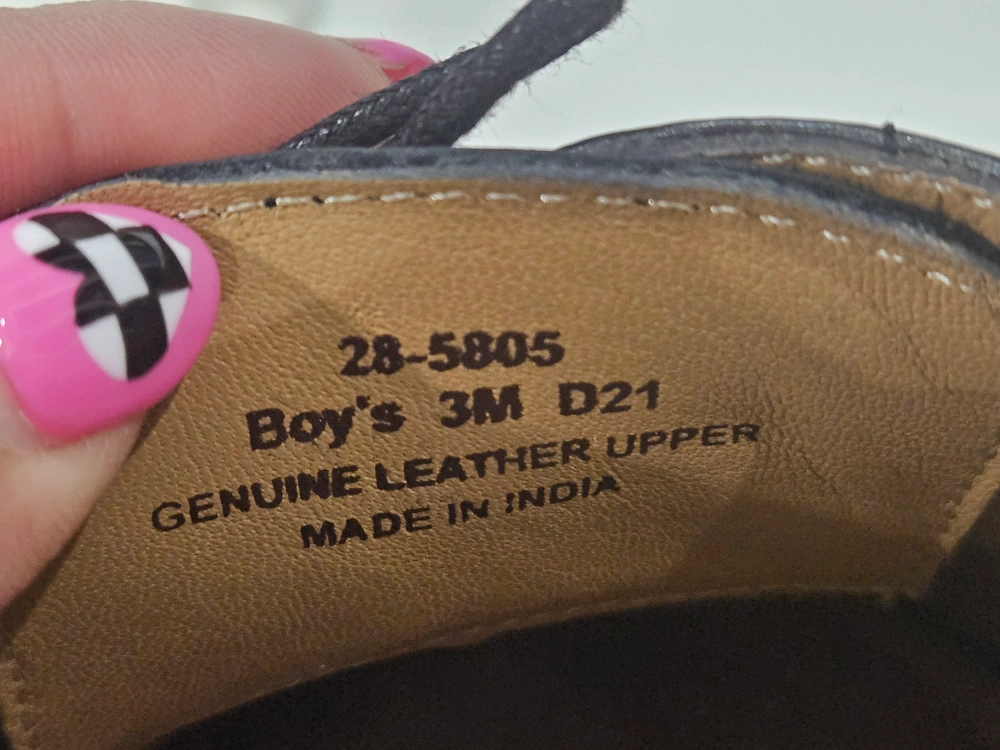 28-5805
Boy's 3M D21
GENUINE LEATHER UPPER
MADE IN INDIA